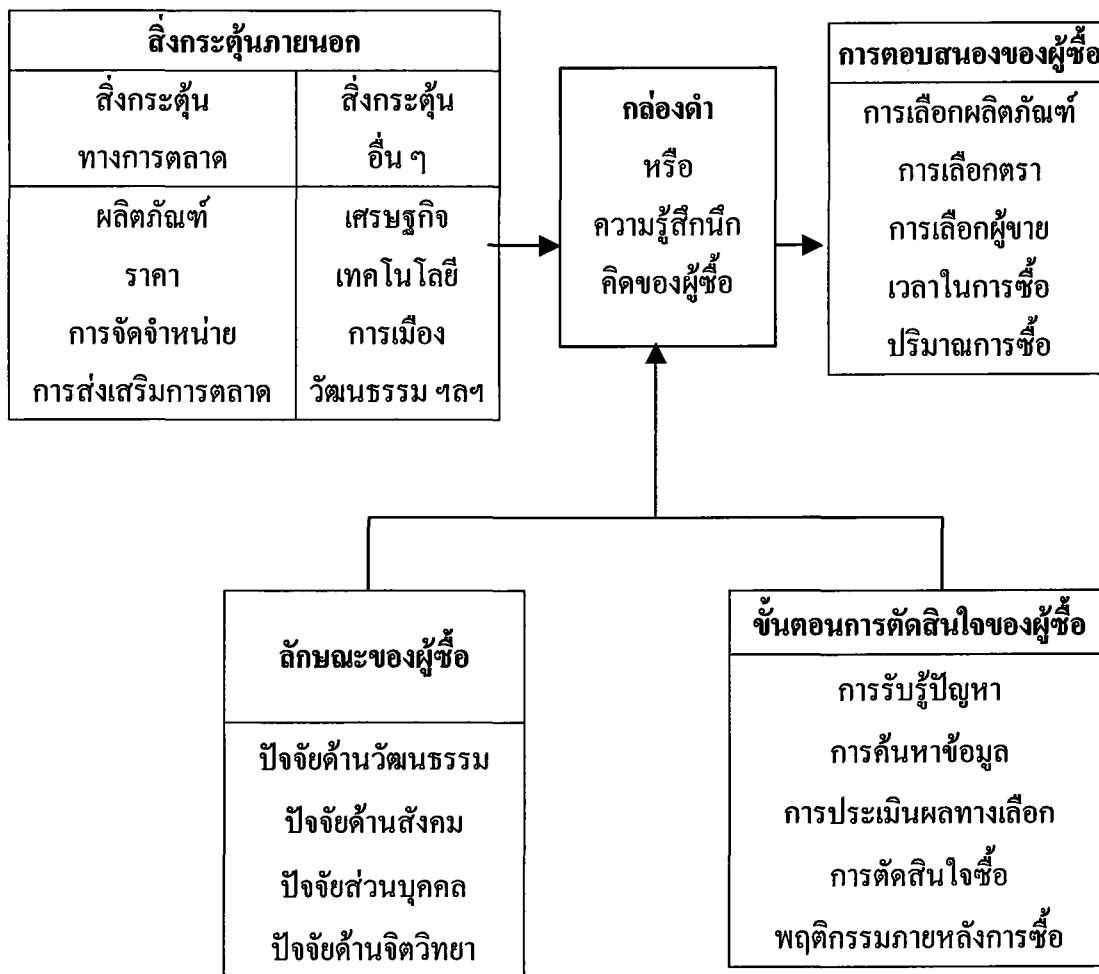 สิ่งกระตุ้นภายนอก
สิ่งกระตุ้น
ทางการตลาด
สิ่งกระตุ้น
อื่น ๆ
ผลิตภัณฑ์
ราคา
การจัดจำหน่าย
การส่งเสริมการตลาด
เศรษฐกิจ
เทคโนโลยี
การเมือง
วัฒนธรรม ฯลฯ
กล่องดำ
หรือ
ความรู้สึกนึก
คิดของผู้ซื้อ
การตอบสนองของผู้ซื้อ
การเลือกผลิตภัณฑ์
การเลือกตรา
การเลือกผู้ขาย
เวลาในการซื้อ
ปริมาณการซื้อ
ลักษณะของผู้ซื้อ
ปัจจัยด้านวัฒนธรรม
ปัจจัยด้านสังคม
ปัจจัยส่วนบุคคล
ปัจจัยด้านจิตวิทยา
ขั้นตอนการตัดสินใจของผู้ซื้อ
การรับรู้ปัญหา
การค้นหาข้อมูล
การประเมินผลทางเลือก
การตัดสินใจซื้อ
พฤติกรรมภายหลังการซื้อ